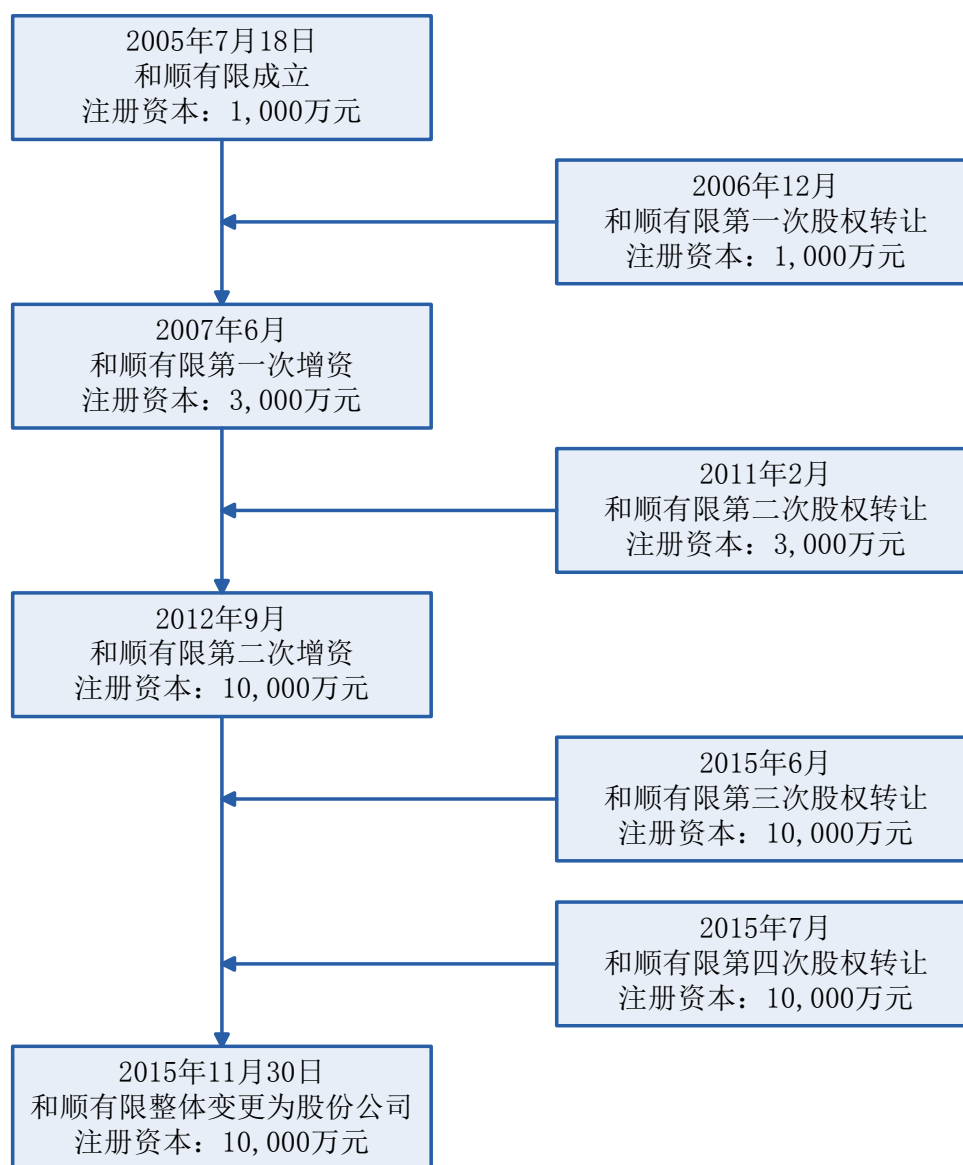 2005年7月18日
和顺有限成立
注册资本：1,000万元
2006年12月
和顺有限第一次股权转让
注册资本：1,000万元
2007年6月
和顺有限第一次增资
注册资本：3,000万元
2011年2月
和顺有限第二次股权转让
注册资本：3,000万元
2012年9月
和顺有限第二次增资
注册资本：10,000万元
2015年6月
和顺有限第三次股权转让
注册资本：10,000万元
2015年7月
和顺有限第四次股权转让
注册资本：10,000万元
2015年11月30日
和顺有限整体变更为股份公司
注册资本：10,000万元